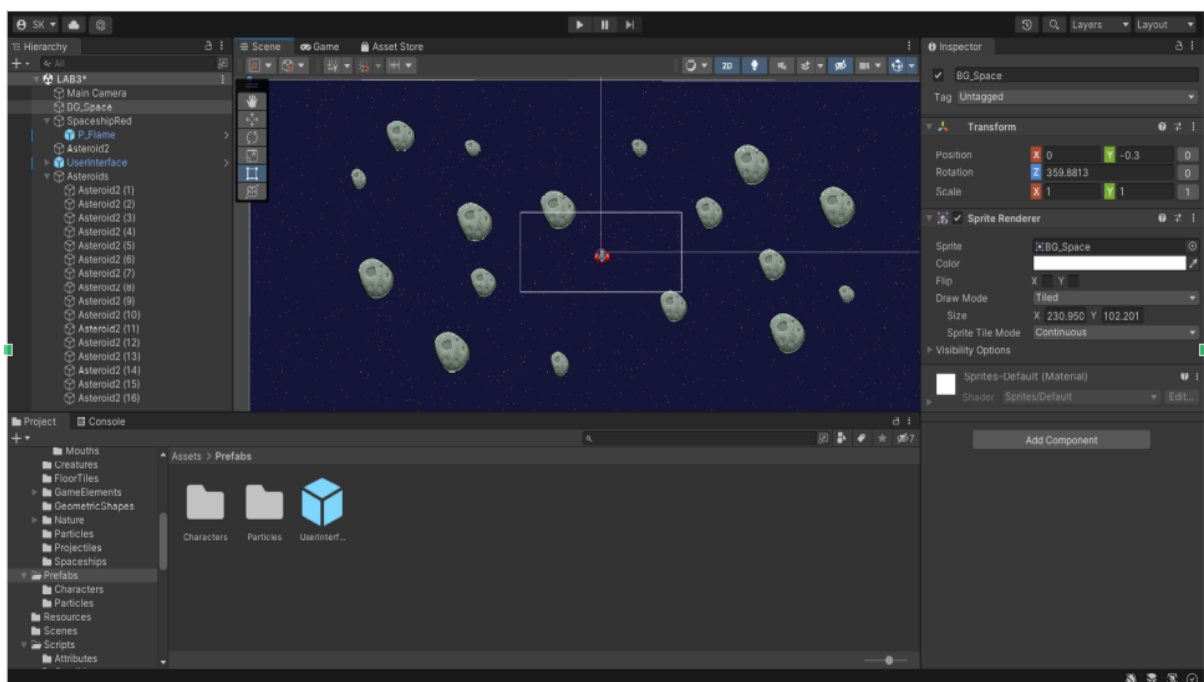 SK
Layers
Layout
Hierarchy
All
LAB3*
Main Camera
BG_Space
SpaceshipRed
P_Flame
Asteroid2
UserInterface
Asteroids
Asteroid2 (1)
Asteroid2 (2)
Asteroid2 (3)
Asteroid2 (4)
Asteroid2 (5)
Asteroid2 (6)
Asteroid2 (7)
Asteroid2 (8)
Asteroid2 (9)
Asteroid2 (10)
Asteroid2 (11)
Asteroid2 (12)
Asteroid2 (13)
Asteroid2 (14)
Asteroid2 (15)
Asteroid2 (16)
Scene Game Asset Store
2D
Inspector
BG_Space
Tag Untagged
Transform
Position X 0 Y -0.3 0
Rotation Z 359.8813 0
Scale X 1 Y 1 1
Sprite Renderer
Sprite BG_Space
Color
Flip X Y
Draw Mode Tiled
Size X 230.950 Y 102.201
Sprite Tile Mode Continuous
Visibility Options
Sprites-Default (Material)
Shader Sprites/Default Edit...
Add Component
Project Console
7
Mouths
Creatures
FloorTiles
GameElements
GeometricShapes
Nature
Particles
Projectiles
Spaceships
Prefabs
Characters
Particles
Resources
Scenes
Scripts
Attributes
Assets > Prefabs
Characters Particles UserInterf...